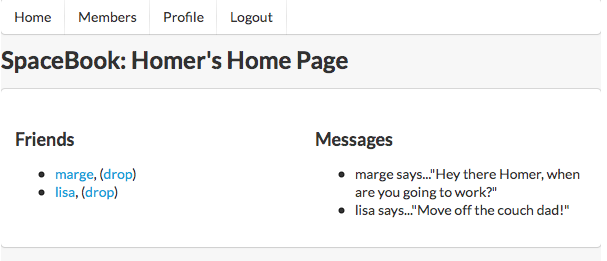 Home Members Profile Logout
SpaceBook: Homer's Home Page
Friends
marge, (drop)
lisa, (drop)
Messages
marge says..."Hey there Homer, when
are you going to work?"
lisa says..."Move off the couch dad!"